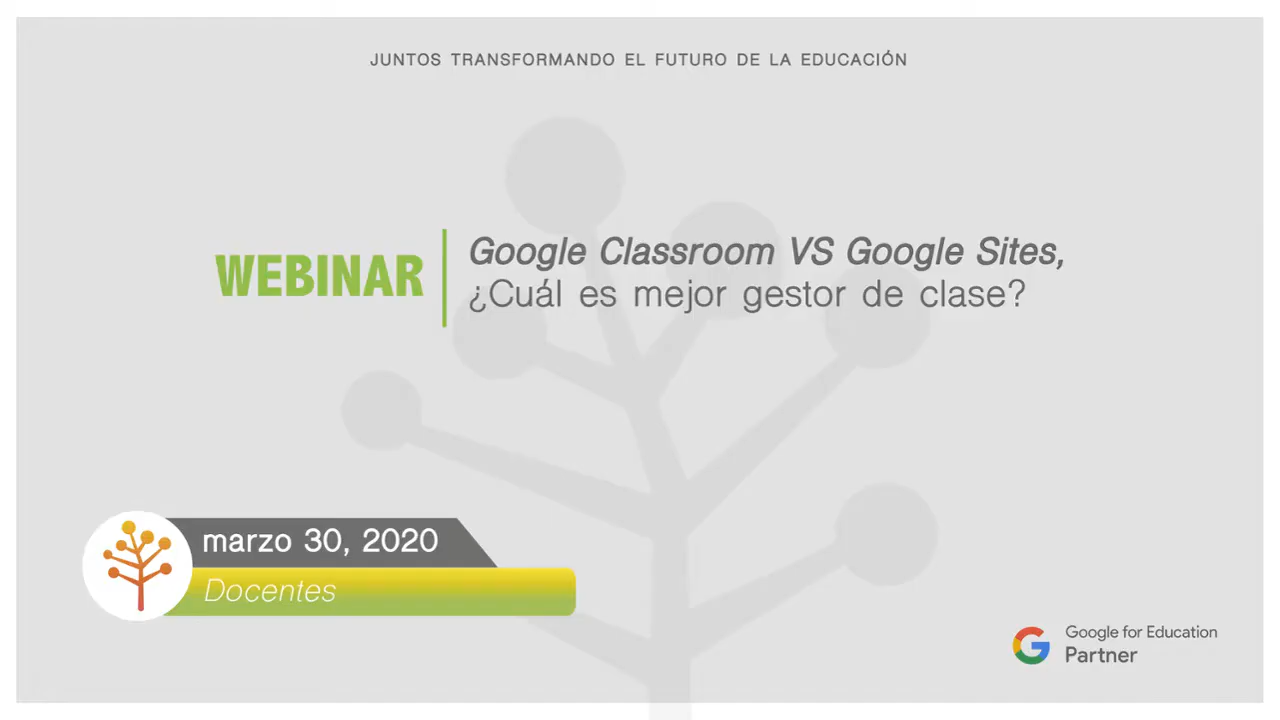 JUNTOS TRANSFORMANDO EL FUTURO DE LA EDUCACIÓN
WEBINAR
Google Classroom VS Google Sites,
¿Cuál es mejor gestor de clase?
marzo 30, 2020
Docentes
Google for Education
Partner